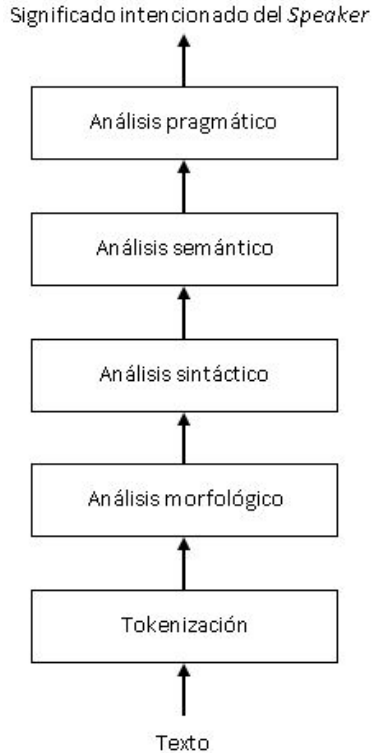 Significado intencionado del Speaker
Análisis pragmático
Análisis semántico
Análisis sintáctico
Análisis morfológico
Tokenización
Texto